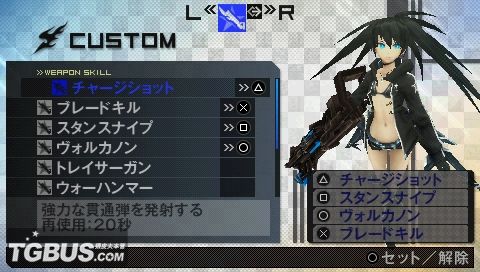 L « » R
CUSTOM
»WEAPON SKILL
チャージショット »△
ブレードキル »×
スタンスナイプ »□
ヴォルカノン »○
トレイサーガン
ウォーハンマー
強力な貫通弾を発射する
再使用:20秒
△ チャージショット
□ スタンスナイプ
○ ヴォルカノン
× ブレードキル
○セット/解除
TGBUS.com